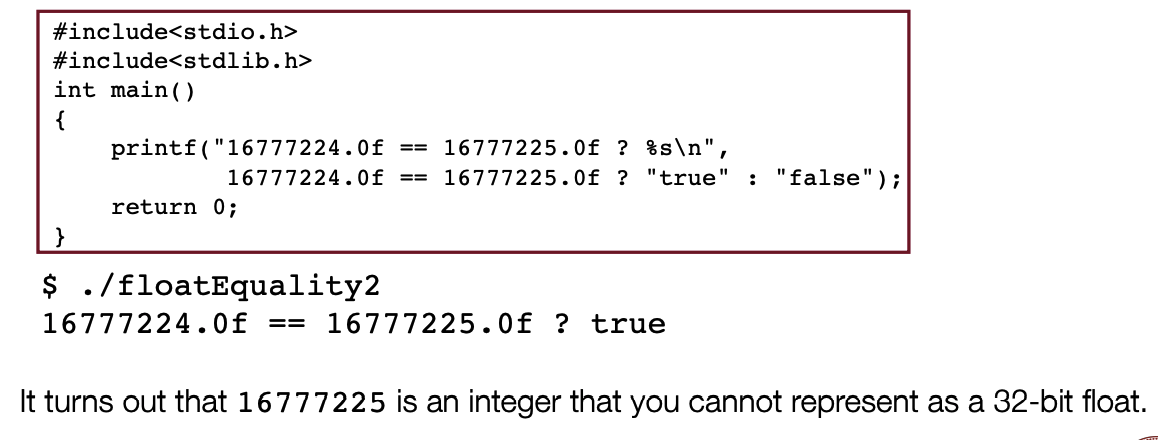 #include<stdio.h>
#include<stdlib.h>
int main()
{
    printf("16777224.0f == 16777225.0f ? %s\n",
            16777224.0f == 16777225.0f ? "true" : "false");
    return 0;
}
$ ./floatEquality2
16777224.0f == 16777225.0f ? true
It turns out that 16777225 is an integer that you cannot represent as a 32-bit float.